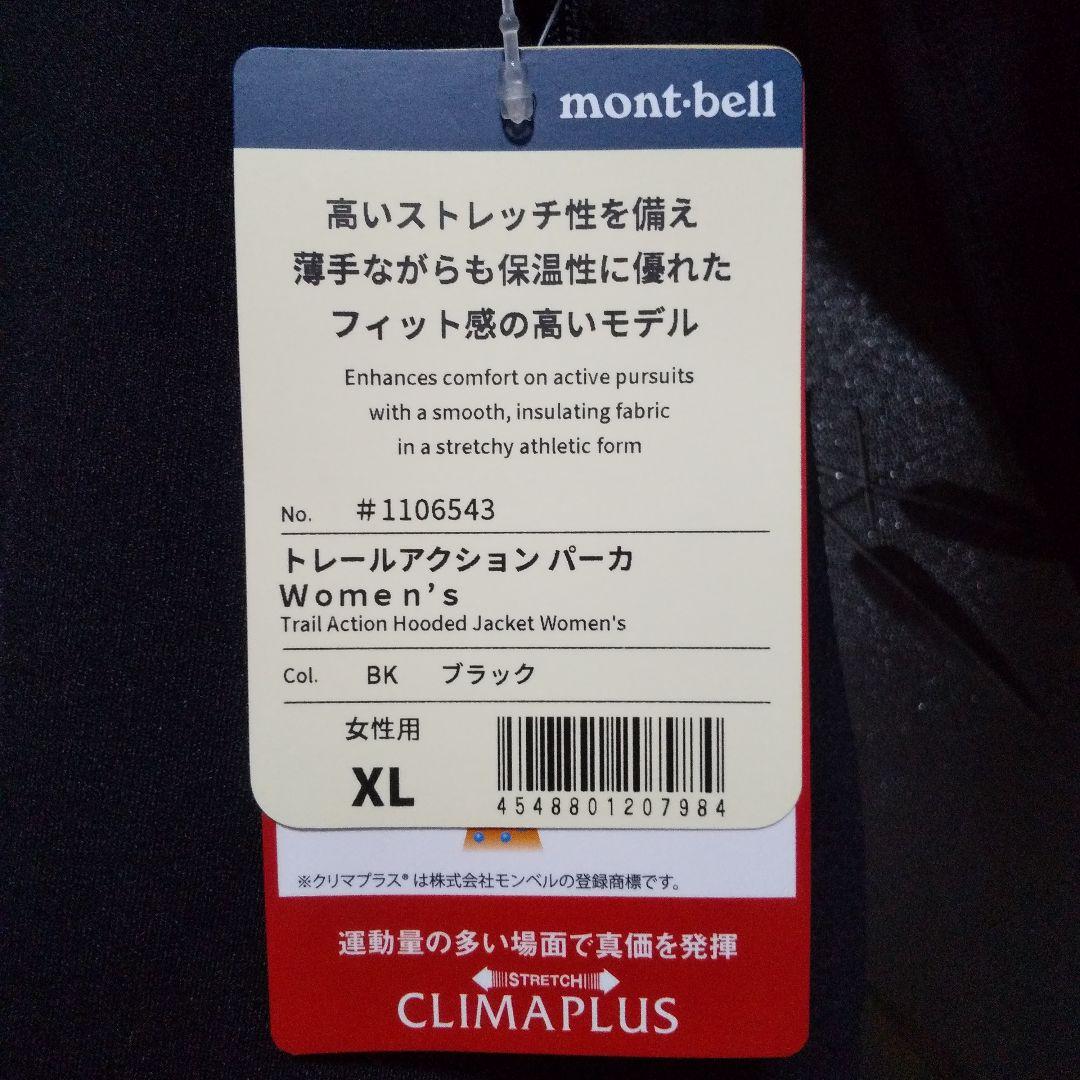 mont·bell
高いストレッチ性を備え
薄手ながらも保温性に優れた
フィット感の高いモデル
Enhances comfort on active pursuits
with a smooth, insulating fabric
in a stretchy athletic form
No. #1106543
トレールアクション パーカ
Women's
Trail Action Hooded Jacket Women's
Col. BK ブラック
女性用
XL
4548801207984
※クリマプラス®は株式会社モンベルの登録商標です。
運動量の多い場面で真価を発揮
STRETCH
CLIMAPLUS